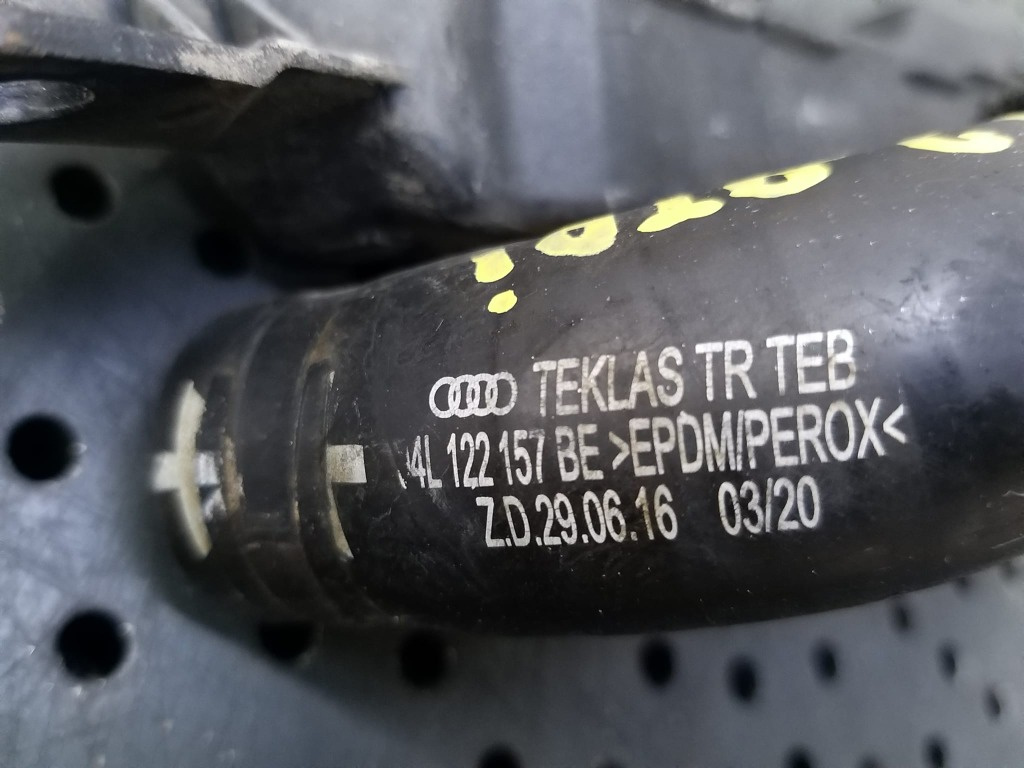 TEKLAS TR TEB
4L 122 157 BE >EPDM/PEROX<
Z.D.29.06.16 03/20